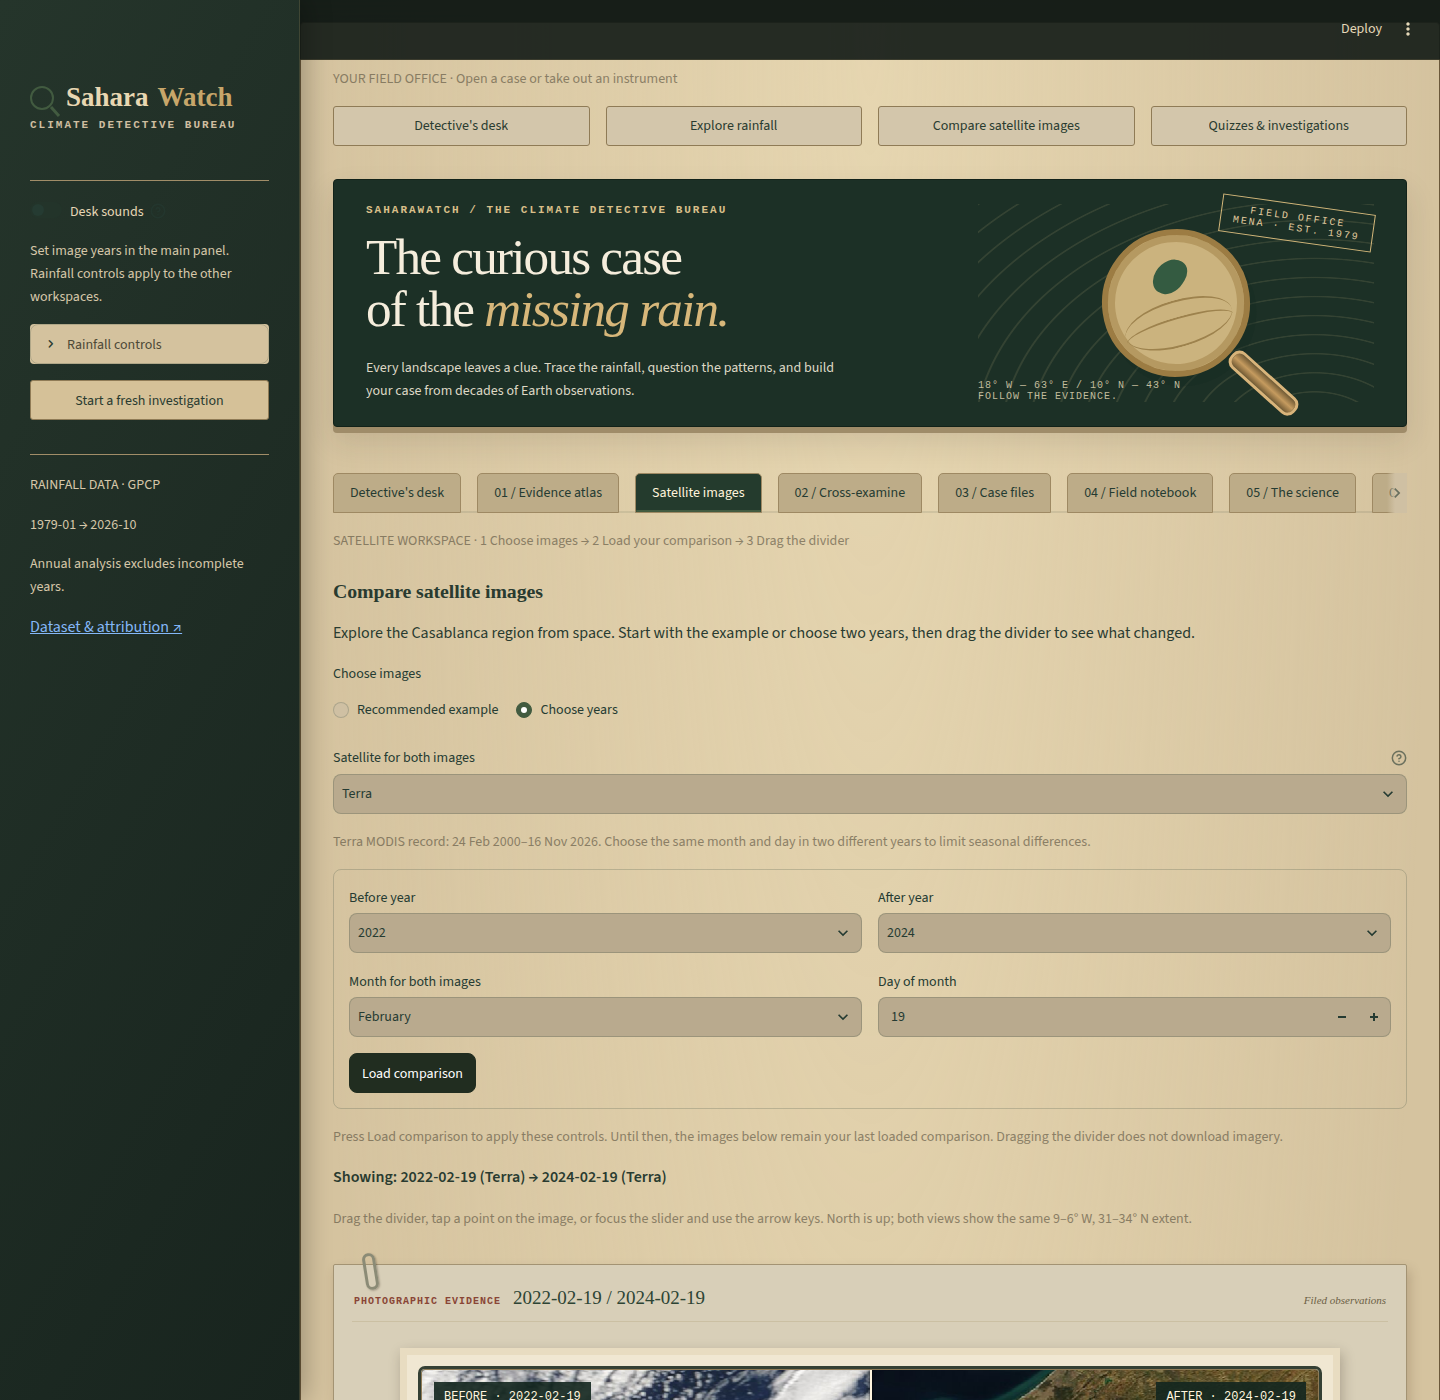 Deploy
Sahara Watch
CLIMATE DETECTIVE BUREAU
Desk sounds
Set image years in the main panel.
Rainfall controls apply to the other
workspaces.
Rainfall controls
Start a fresh investigation
RAINFALL DATA · GPCP
1979-01 → 2026-10
Annual analysis excludes incomplete
years.
Dataset & attribution ↗
YOUR FIELD OFFICE · Open a case or take out an instrument
Detective's desk
Explore rainfall
Compare satellite images
Quizzes & investigations
SAHARAWATCH / THE CLIMATE DETECTIVE BUREAU
The curious case
of the missing rain.
Every landscape leaves a clue. Trace the rainfall, question the patterns, and build
your case from decades of Earth observations.
FIELD OFFICE
MENA · EST. 1979
18° W — 63° E / 10° N — 43° N
FOLLOW THE EVIDENCE.
Detective's desk
01 / Evidence atlas
Satellite images
02 / Cross-examine
03 / Case files
04 / Field notebook
05 / The science
SATELLITE WORKSPACE · 1 Choose images → 2 Load your comparison → 3 Drag the divider
Compare satellite images
Explore the Casablanca region from space. Start with the example or choose two years, then drag the divider to see what changed.
Choose images
Recommended example
Choose years
Satellite for both images
Terra
Terra MODIS record: 24 Feb 2000–16 Nov 2026. Choose the same month and day in two different years to limit seasonal differences.
Before year
After year
2022
2024
Month for both images
Day of month
February
19
Load comparison
Press Load comparison to apply these controls. Until then, the images below remain your last loaded comparison. Dragging the divider does not download imagery.
Showing: 2022-02-19 (Terra) → 2024-02-19 (Terra)
Drag the divider, tap a point on the image, or focus the slider and use the arrow keys. North is up; both views show the same 9–6° W, 31–34° N extent.
PHOTOGRAPHIC EVIDENCE 2022-02-19 / 2024-02-19
Filed observations
BEFORE · 2022-02-19
AFTER · 2024-02-19